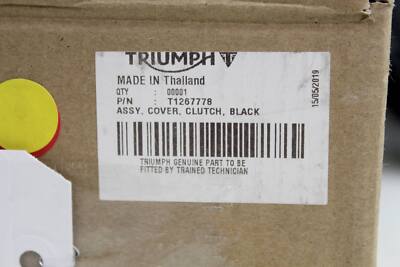 TRIUMPH
MADE IN Thailand
QTY : 00001
P/N : T1267778
ASSY, COVER, CLUTCH, BLACK
TRIUMPH GENUINE PART TO BE
FITTED BY TRAINED TECHNICIAN
15/05/2019